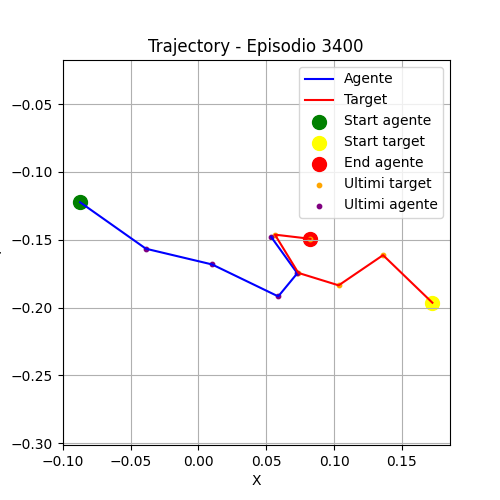 Trajectory - Episodio 3400
Agente
Target
Start agente
Start target
End agente
Ultimi target
Ultimi agente
−0.05
−0.10
−0.15
−0.20
−0.25
−0.30
−0.10
−0.05
0.00
0.05
0.10
0.15
X